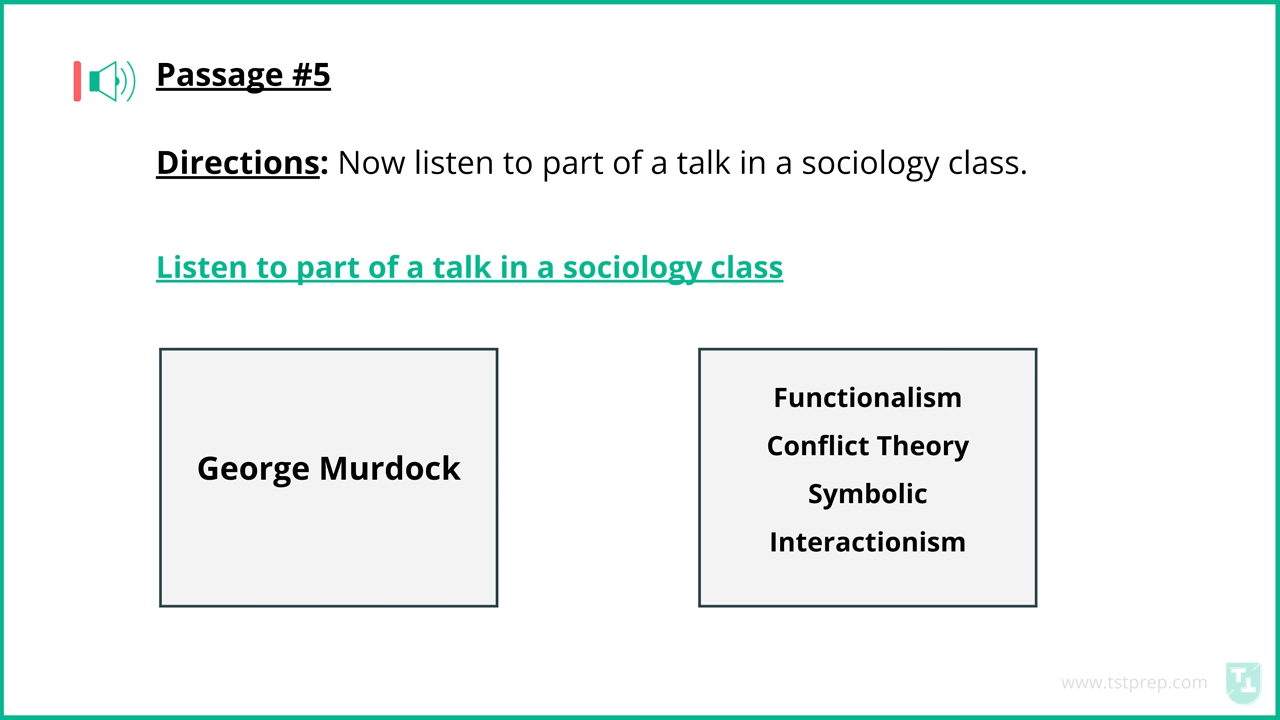 Passage #5
Directions: Now listen to part of a talk in a sociology class.
Listen to part of a talk in a sociology class
George Murdock
Functionalism
Conflict Theory
Symbolic
Interactionism
www.tstprep.com